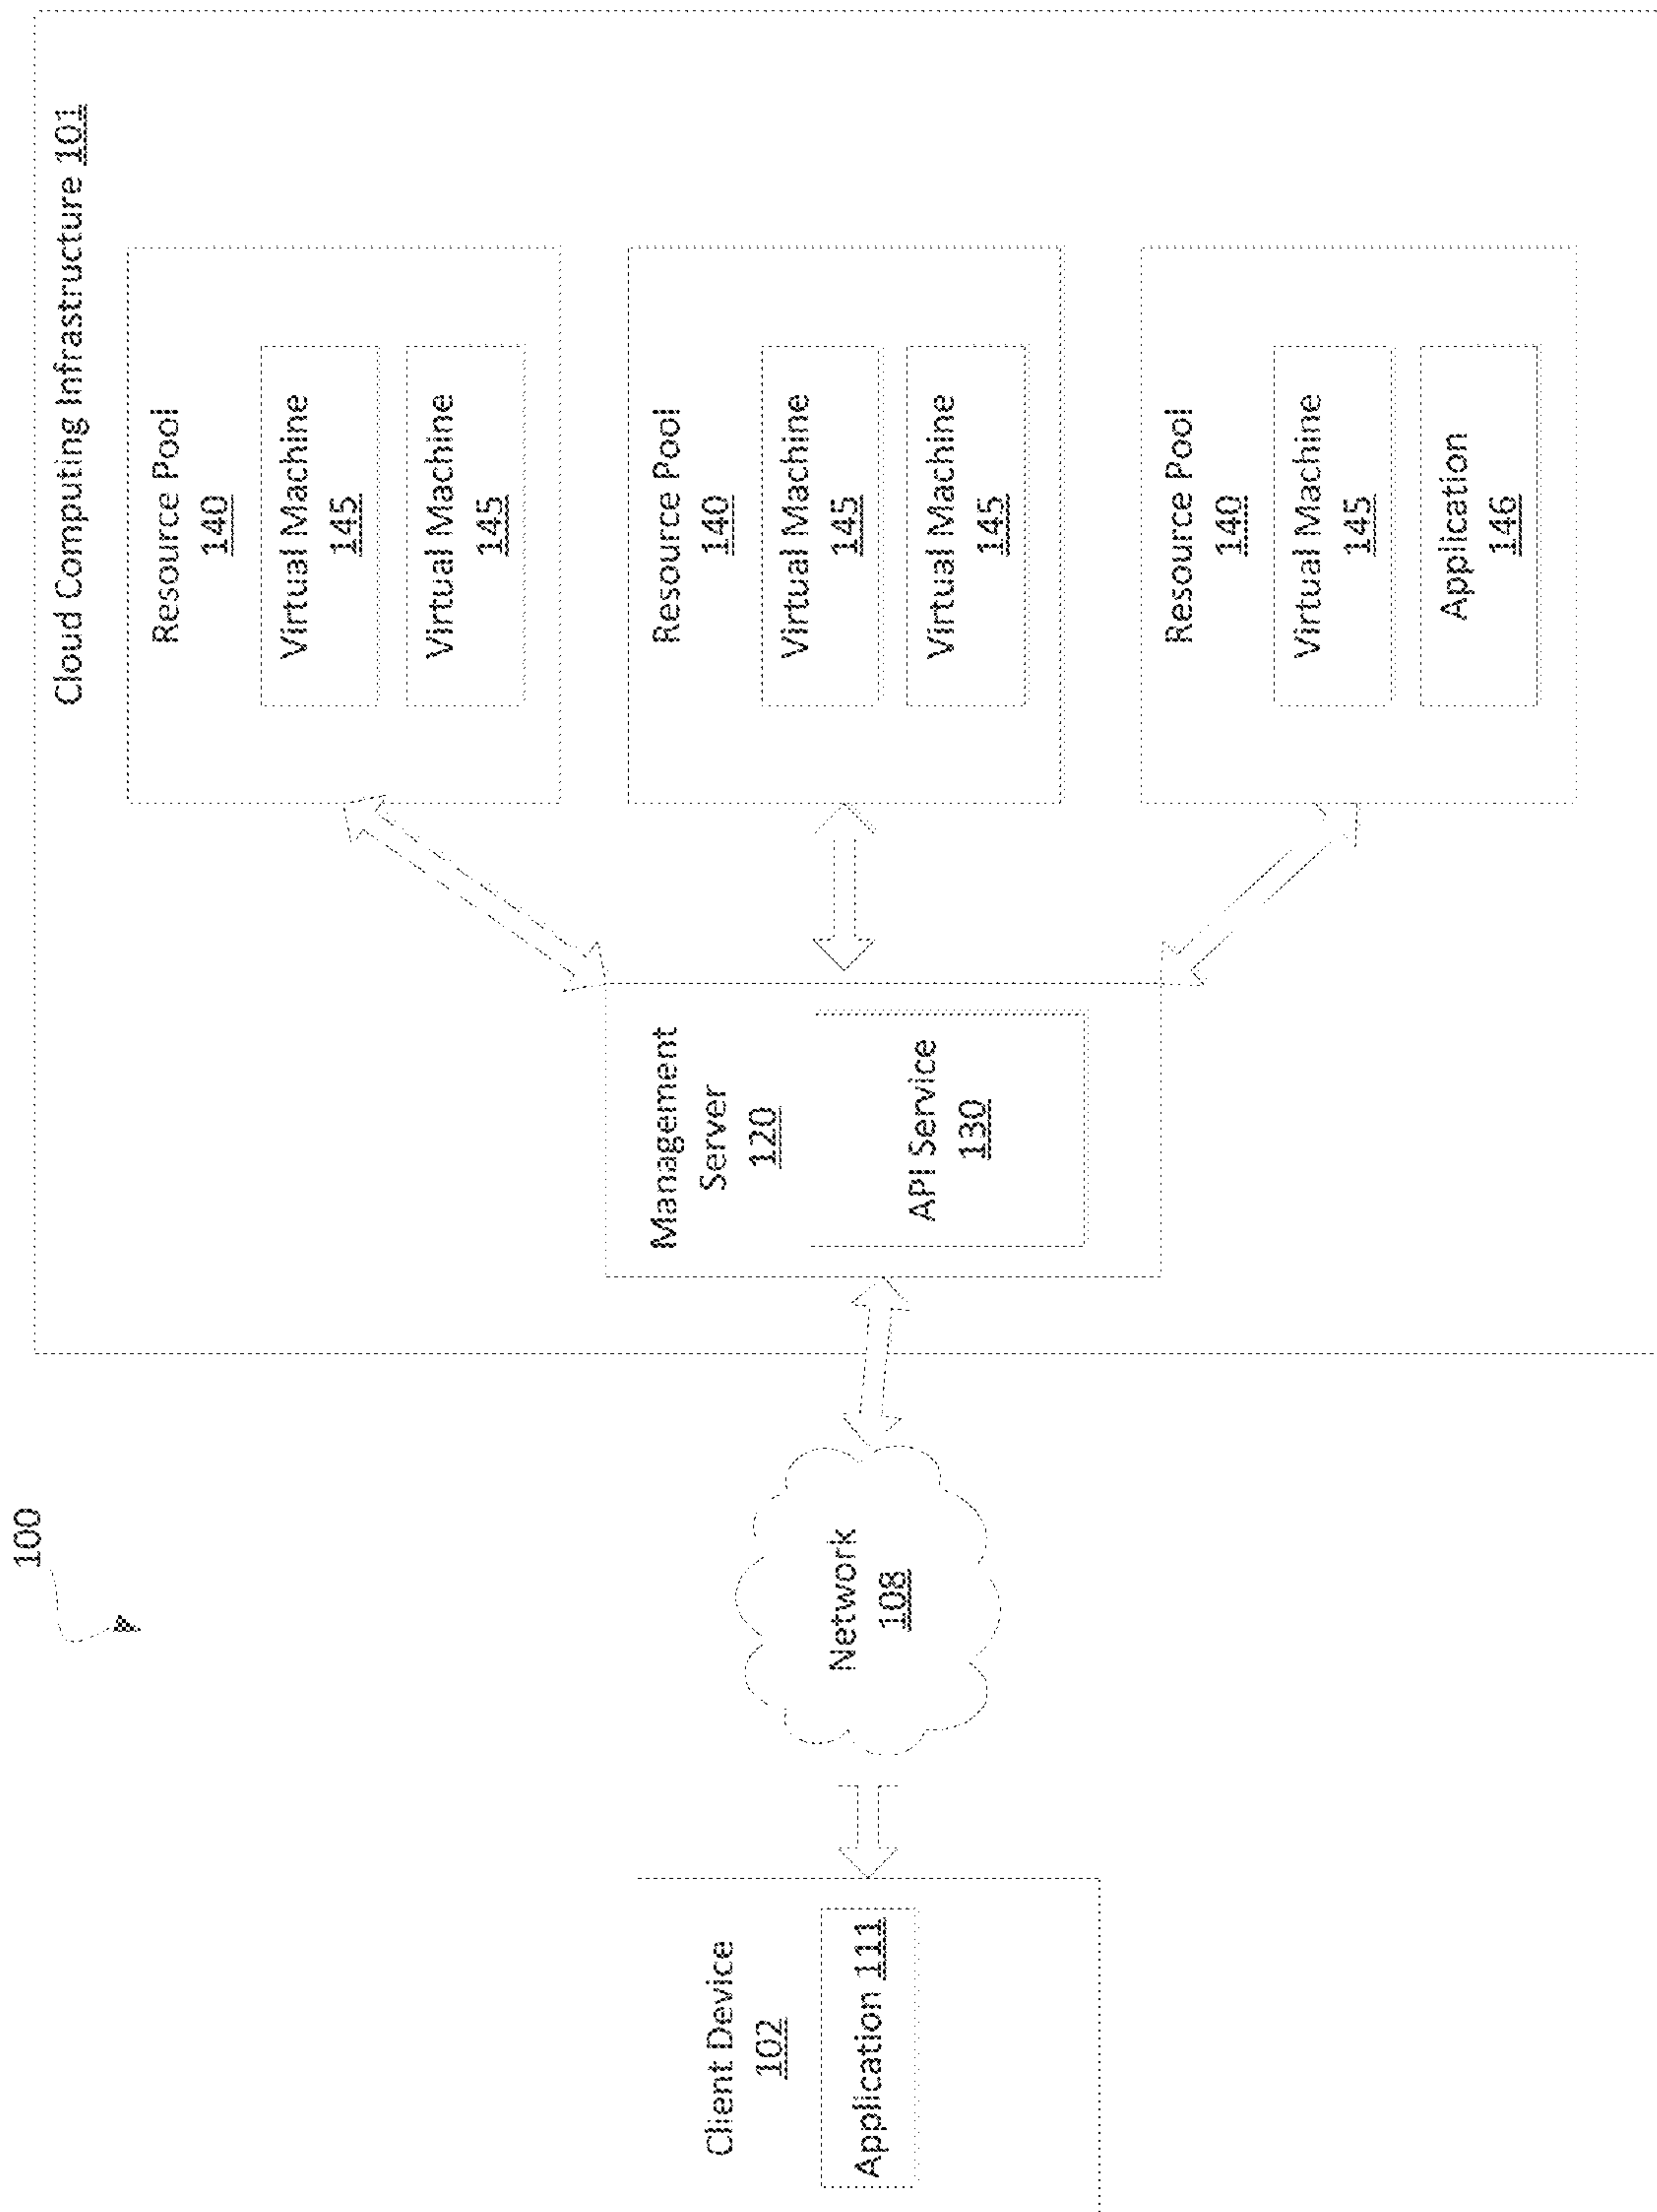 100
Cloud Computing Infrastructure 101
Client Device
102
Application 111
Network
108
Management
Server
120
API Service
130
Resource Pool
140
Virtual Machine
145
Virtual Machine
145
Resource Pool
140
Virtual Machine
145
Virtual Machine
145
Resource Pool
140
Virtual Machine
145
Application
146